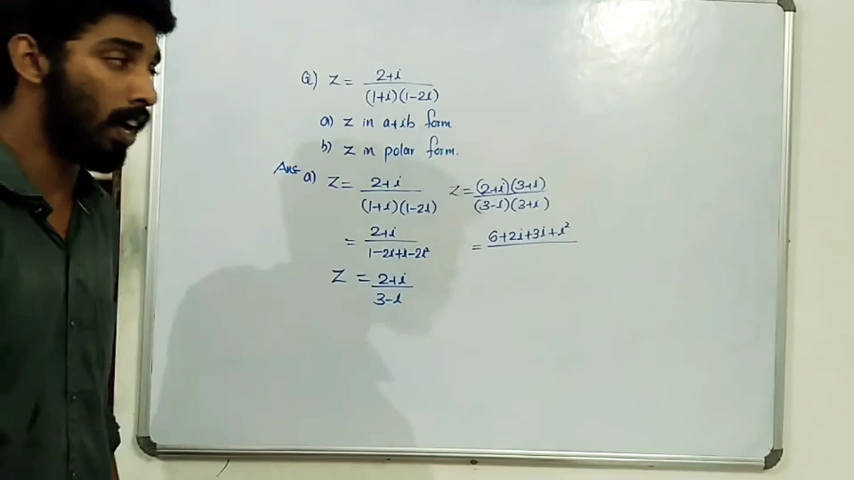 Q) z = 2+i / (1+i)(1-2i)
a) z in a+ib form
b) z in polar form.
Ans a) z = 2+i / (1+i)(1-2i)
= 2+i / 1-2i+i-2i²
z = 2+i / 3-i
z = (2+i)(3+i) / (3-i)(3+i)
= 6+2i+3i+i²